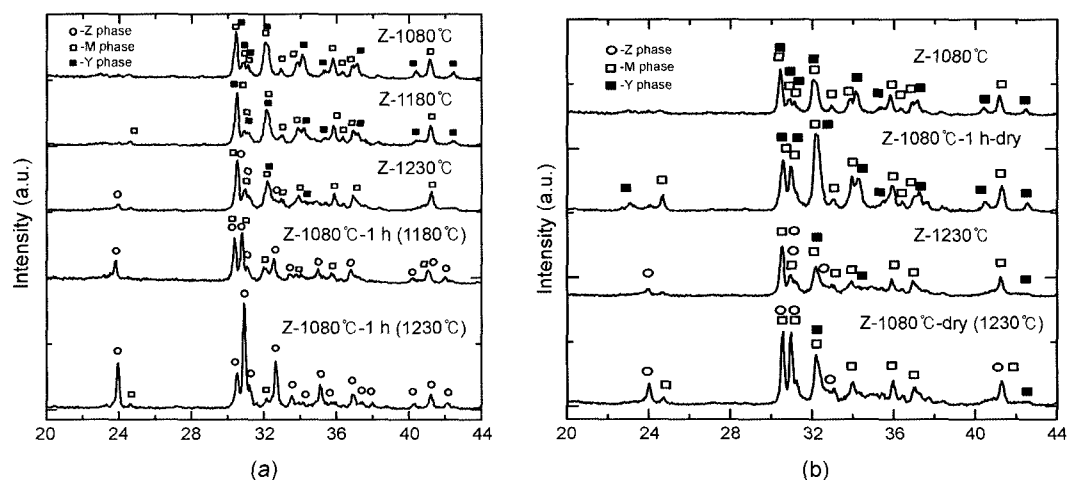 -Z phase
-M phase
-Y phase
Z-1080℃
Z-1180℃
Z-1230℃
Z-1080℃-1 h (1180℃)
Z-1080℃-1 h (1230℃)
Intensity (a.u.)
20 24 28 32 36 40 44
(a)
-Z phase
-M phase
-Y phase
Z-1080℃
Z-1080℃-1 h-dry
Z-1230℃
Z-1080℃-dry (1230℃)
Intensity (a.u.)
20 24 28 32 36 40 44
(b)